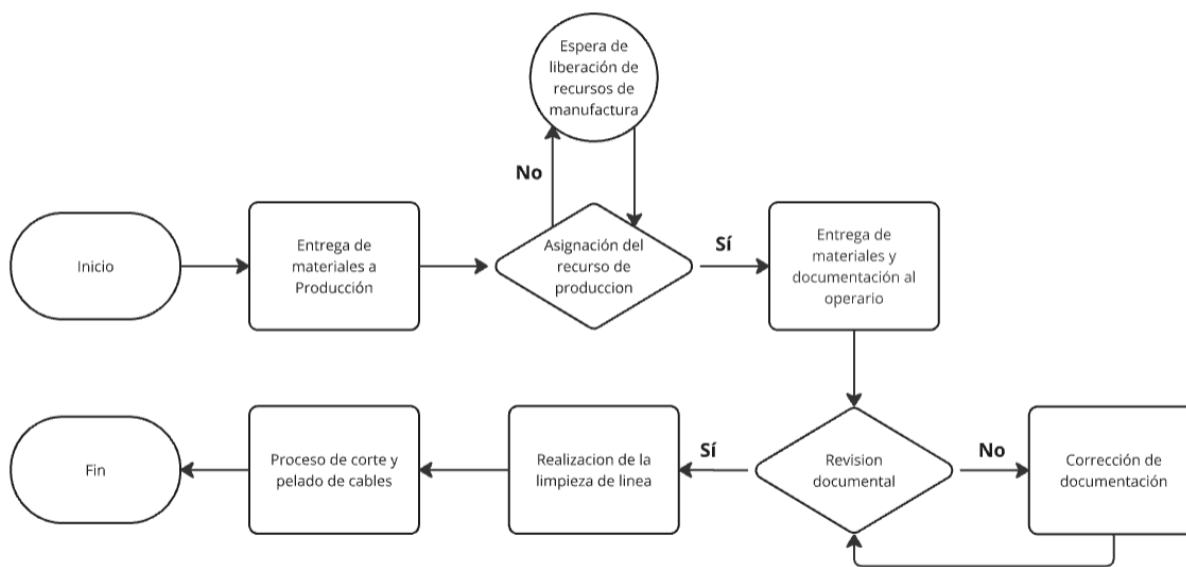 Espera de
liberación de
recursos de
manufactura
No
Inicio
Entrega de
materiales a
Producción
Asignación del
recurso de
produccion
Sí
Entrega de
materiales y
documentación al
operario
Fin
Proceso de corte y
pelado de cables
Realizacion de la
limpieza de linea
Sí
Revision
documental
No
Corrección de
documentación